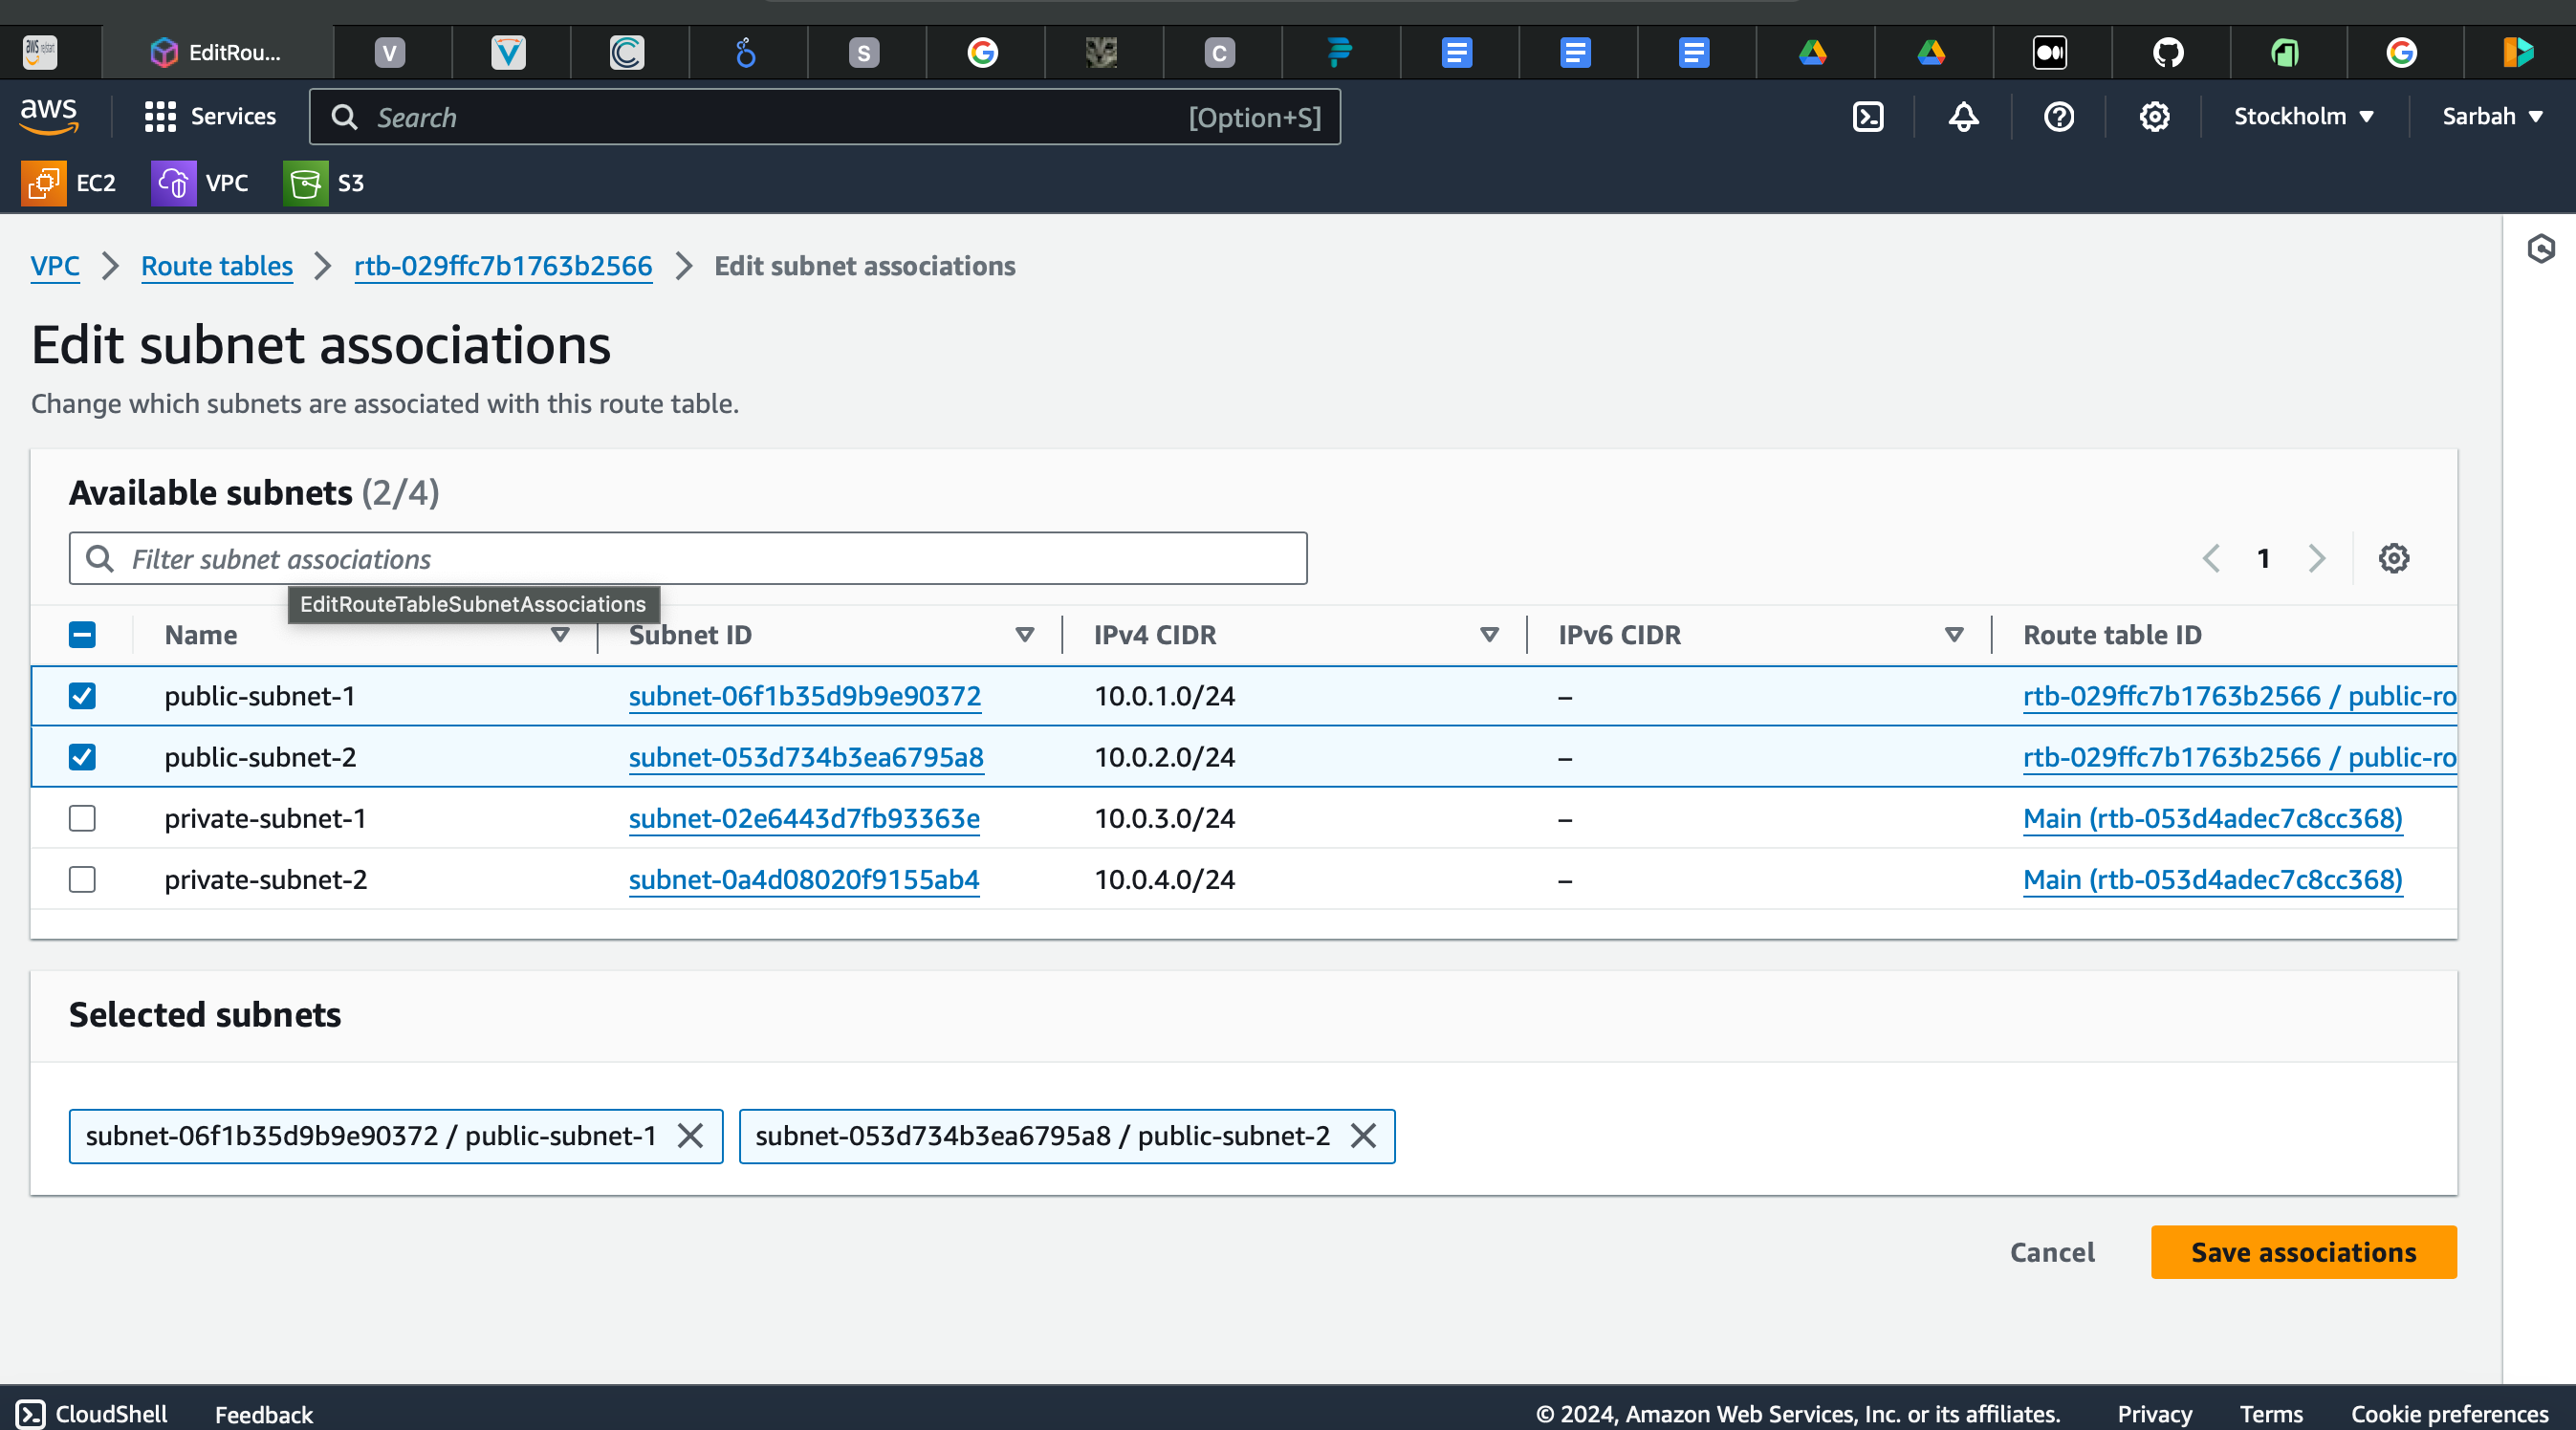 aws restart
EditRou...
V
S
C
aws
Services
Search
[Option+S]
Stockholm
Sarbah
EC2
VPC
S3
VPC
Route tables
rtb-029ffc7b1763b2566
Edit subnet associations
Edit subnet associations
Change which subnets are associated with this route table.
Available subnets (2/4)
Filter subnet associations
1
EditRouteTableSubnetAssociations
Name
Subnet ID
IPv4 CIDR
IPv6 CIDR
Route table ID
public-subnet-1
subnet-06f1b35d9b9e90372
10.0.1.0/24
–
rtb-029ffc7b1763b2566 / public-ro
public-subnet-2
subnet-053d734b3ea6795a8
10.0.2.0/24
–
rtb-029ffc7b1763b2566 / public-ro
private-subnet-1
subnet-02e6443d7fb93363e
10.0.3.0/24
–
Main (rtb-053d4adec7c8cc368)
private-subnet-2
subnet-0a4d08020f9155ab4
10.0.4.0/24
–
Main (rtb-053d4adec7c8cc368)
Selected subnets
subnet-06f1b35d9b9e90372 / public-subnet-1
subnet-053d734b3ea6795a8 / public-subnet-2
Cancel
Save associations
CloudShell
Feedback
© 2024, Amazon Web Services, Inc. or its affiliates.
Privacy
Terms
Cookie preferences